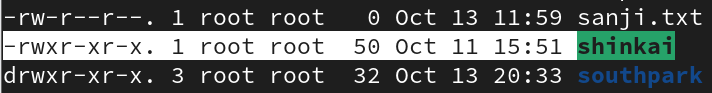 -rw-r--r--. 1 root root   0 Oct 13 11:59 sanji.txt
-rwxr-xr-x. 1 root root  50 Oct 11 15:51 shinkai
drwxr-xr-x. 3 root root  32 Oct 13 20:33 southpark